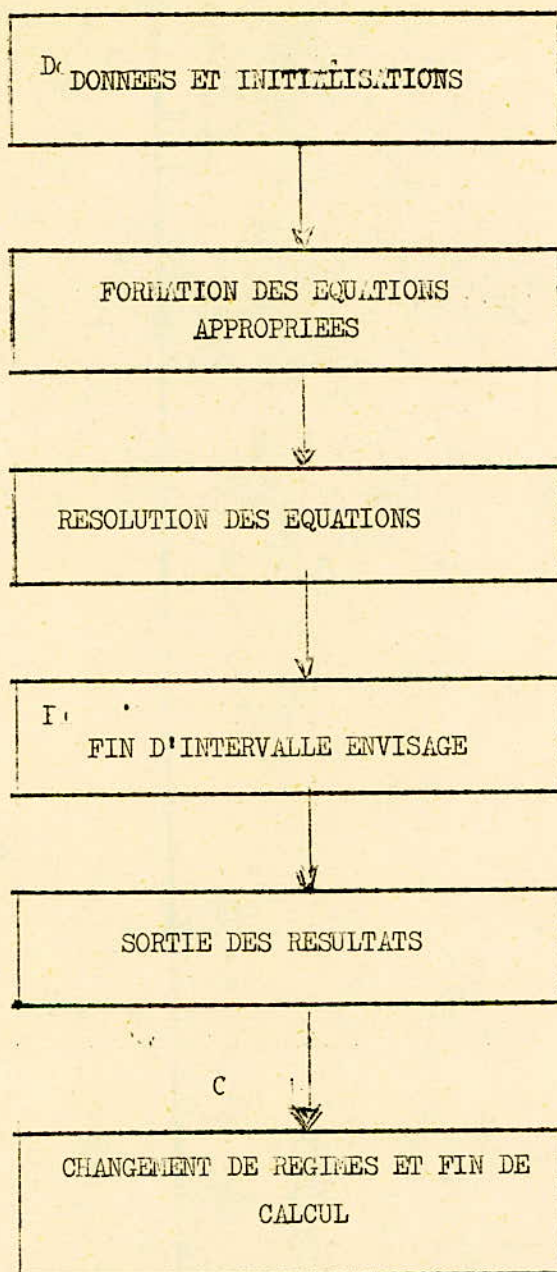 DONNEES ET INITIALISATIONS
FORMATION DES EQUATIONS
APPROPRIEES
RESOLUTION DES EQUATIONS
FIN D'INTERVALLE ENVISAGE
SORTIE DES RESULTATS
C
CHANGEMENT DE REGIMES ET FIN DE
CALCUL